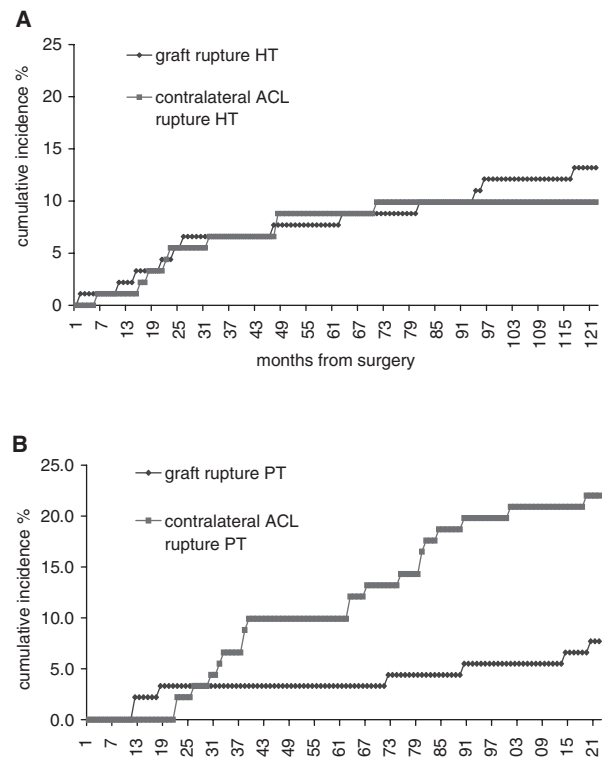 A
cumulative incidence %
25
20
15
10
5
0
graft rupture HT
contralateral ACL
rupture HT
1 7 13 19 25 31 37 43 49 55 61 67 73 79 85 91 97 103 109 115 121
months from surgery
B
cumulative incidence %
25.0
20.0
15.0
10.0
5.0
0.0
graft rupture PT
contralateral ACL
rupture PT
1 7 13 19 25 31 37 43 49 55 61 67 73 79 85 91 97 03 09 15 21